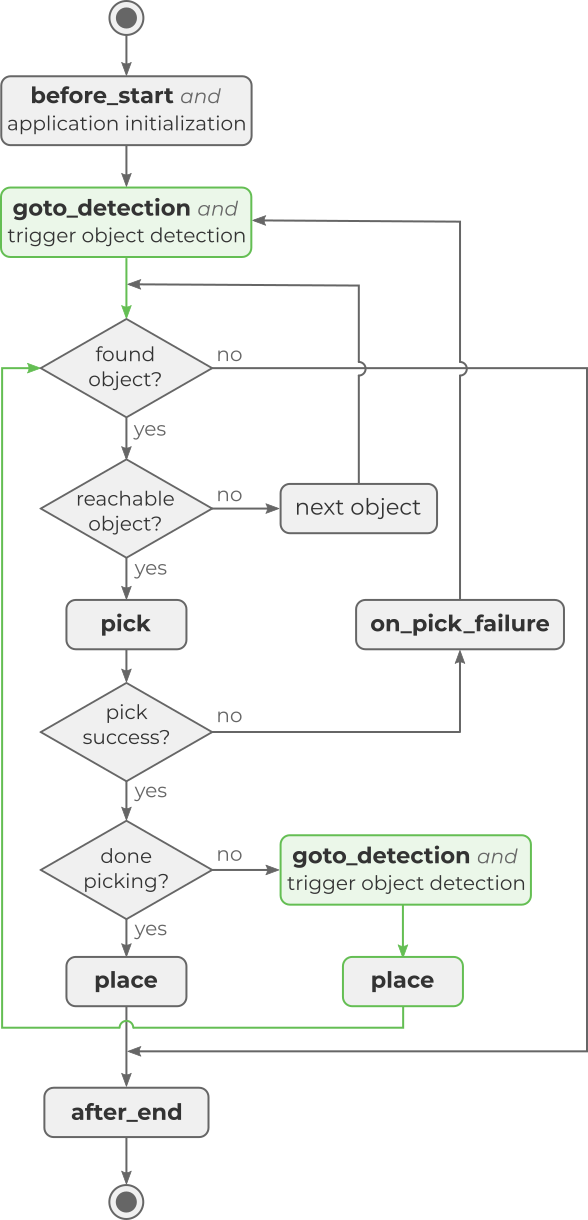 before_start and
application initialization
goto_detection and
trigger object detection
found
object?
no
yes
reachable
object?
no
next object
yes
pick
on_pick_failure
pick
success?
no
yes
done
picking?
no
goto_detection and
trigger object detection
yes
place
place
after_end